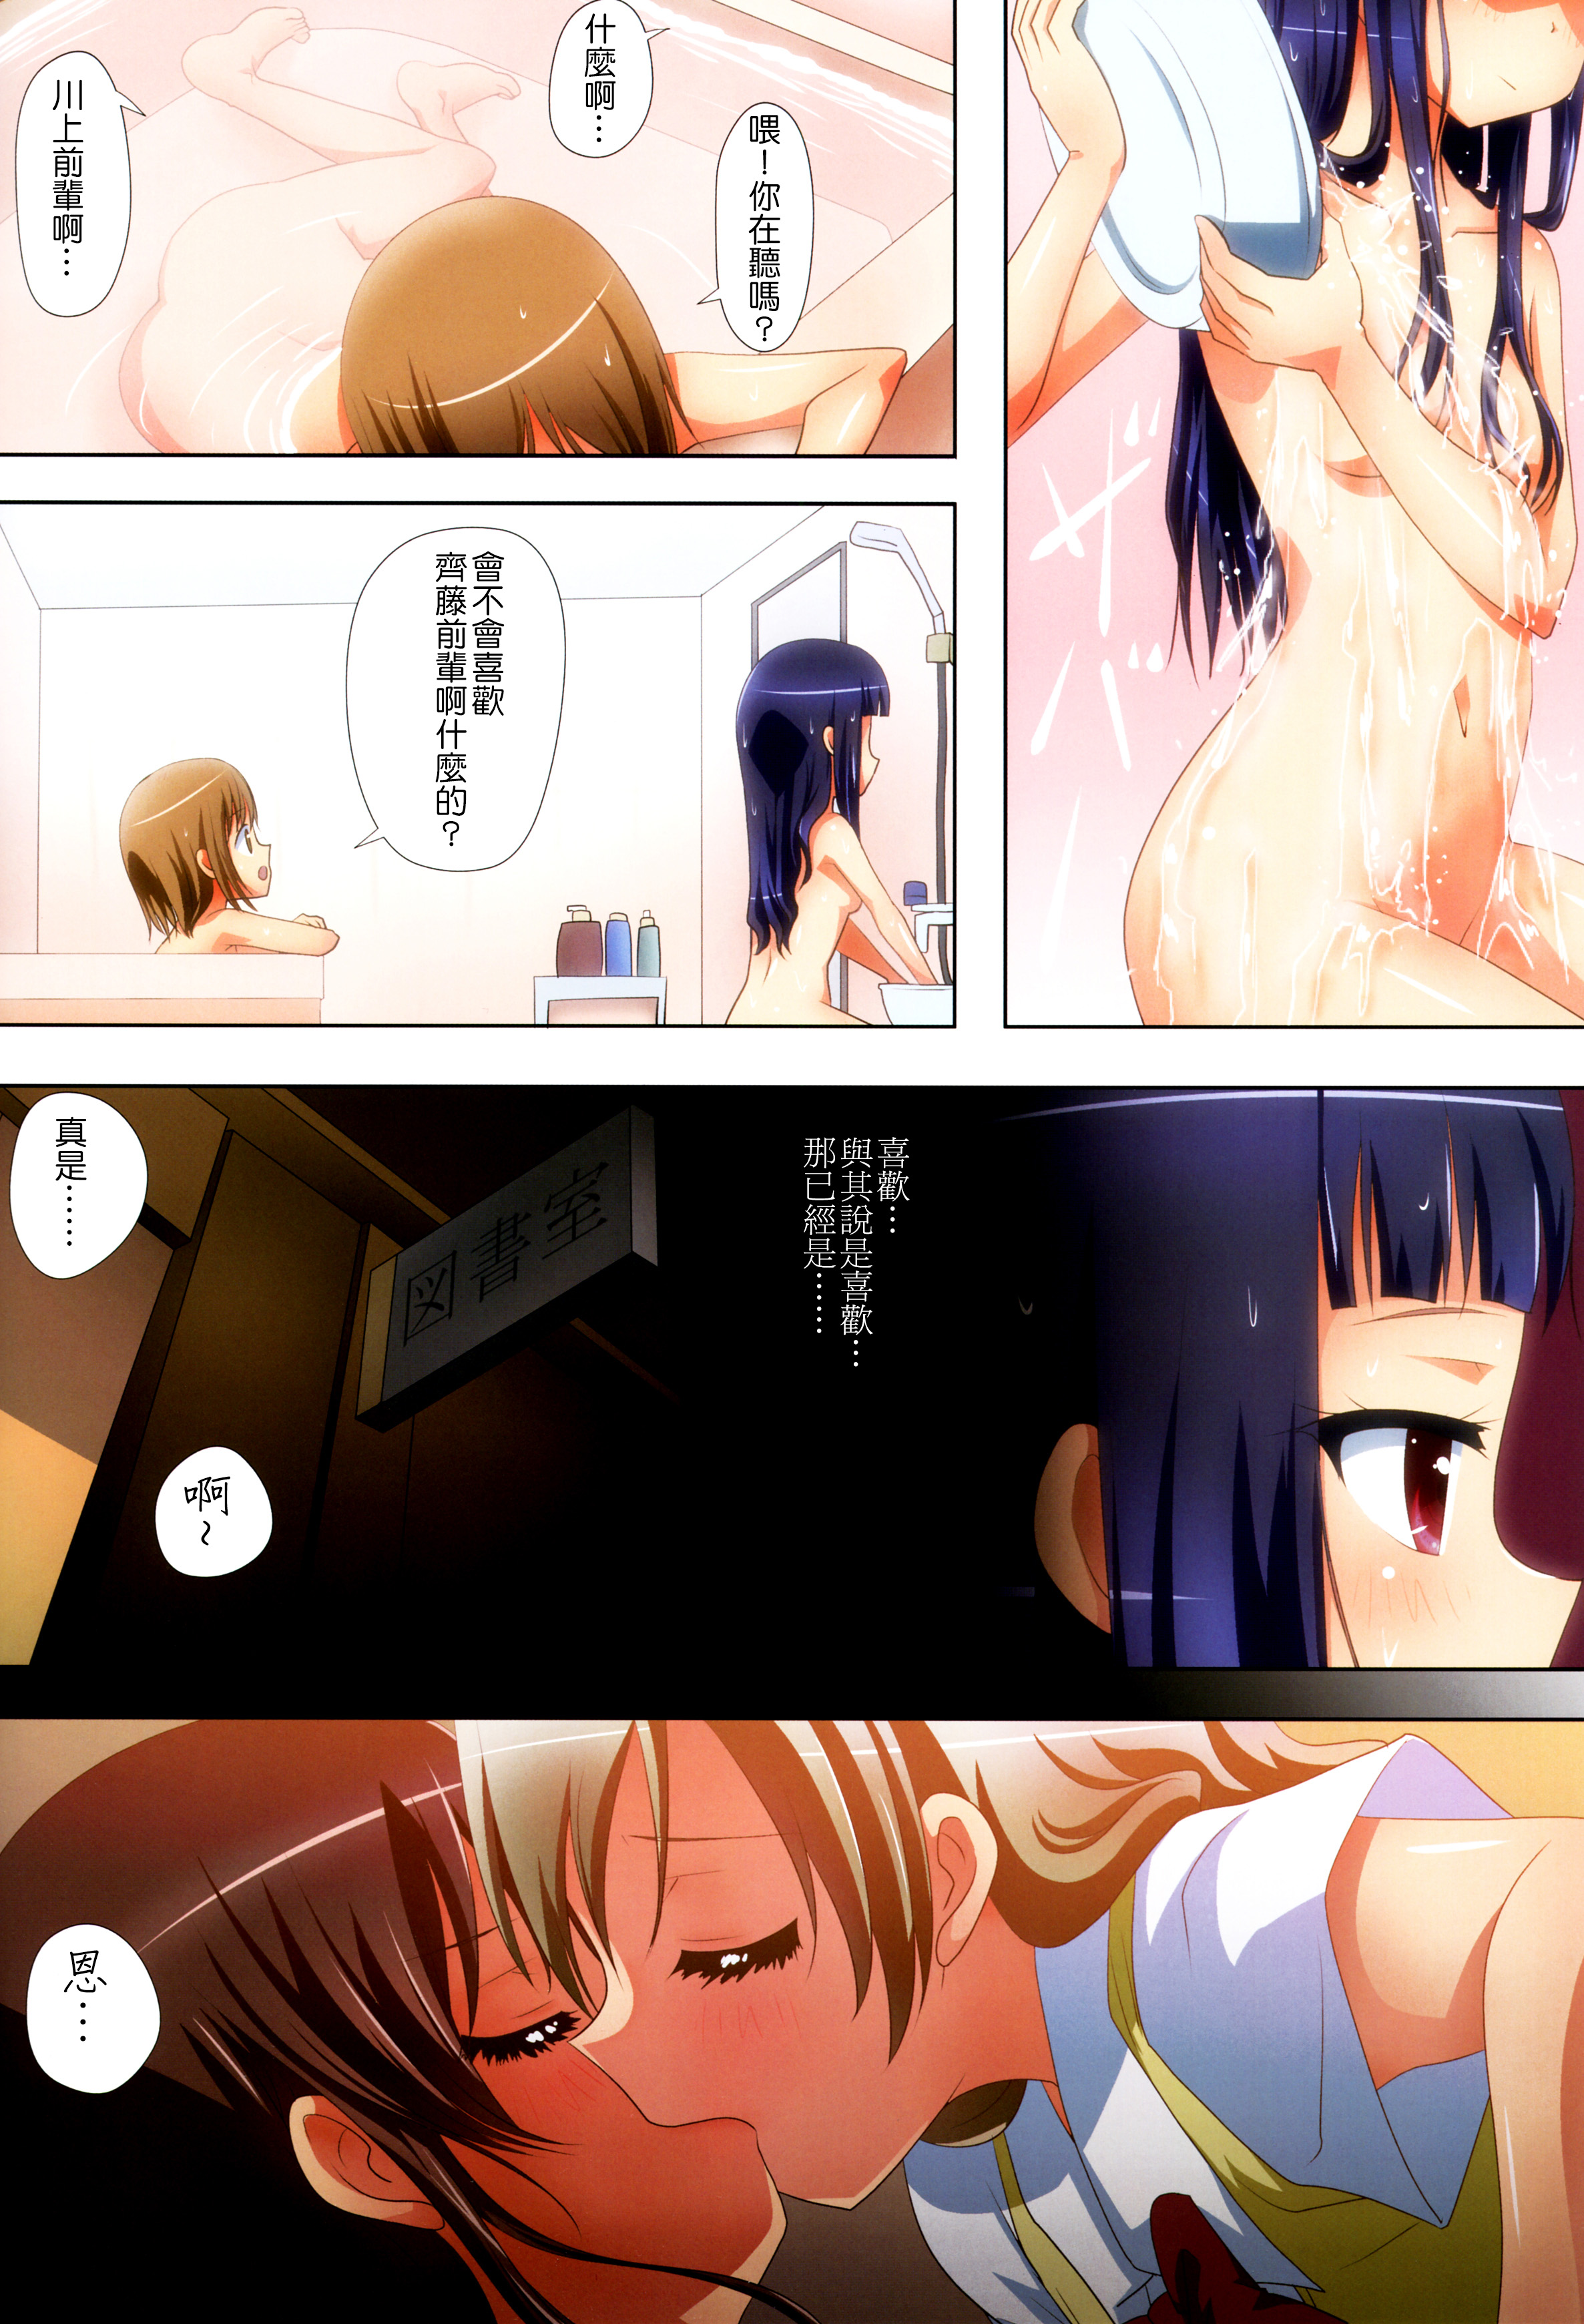 ザ
バ
喂！你在聽嗎？
什麼啊…
川上前輩啊…
會不會喜歡
齊藤前輩啊什麼的？
喜歡…
與其說是喜歡…
那已經是……
図書室
真是……
啊～
恩…